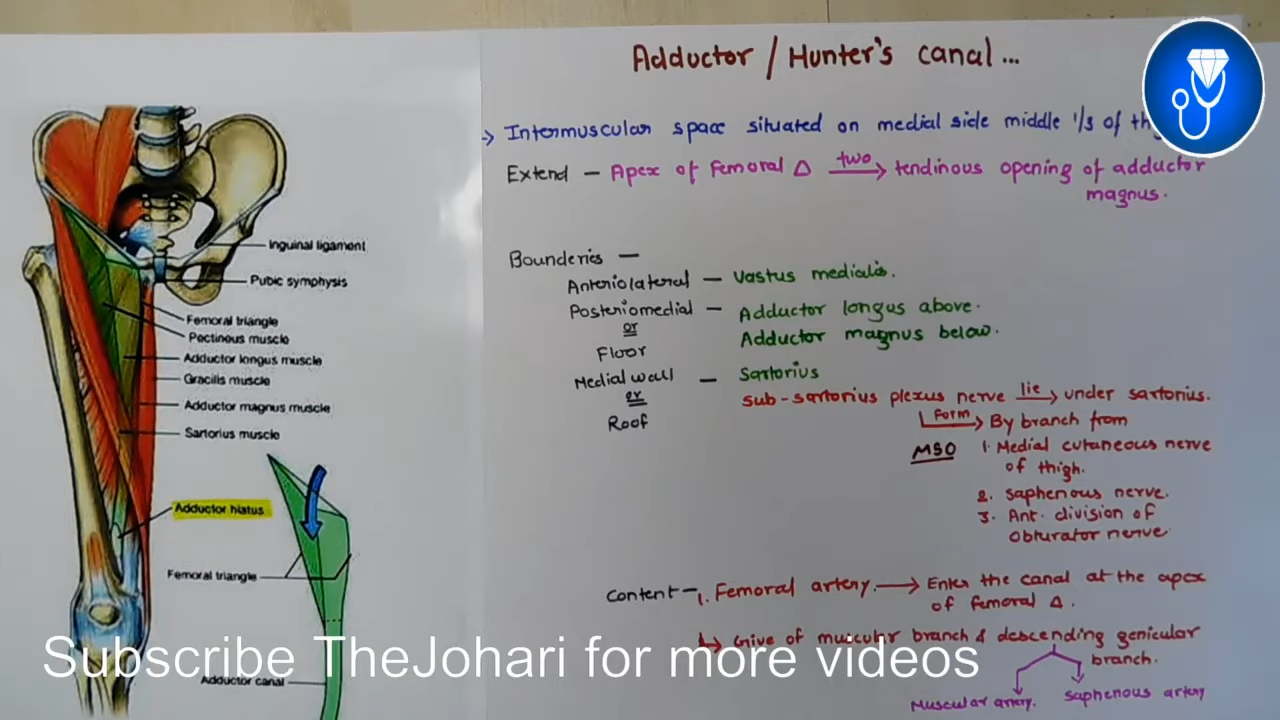 Adductor / Hunter's canal...
> Intermuscular space situated on medial side middle 1/3 of
Extend — Apex of Femoral Δ two → tendinous opening of adductor
magnus.
Bounderies —
Anteriolateral — Vastus medialis.
Posteriomedial — Adductor longus above.
or
Adductor magnus below.
Floor
Medial wall — Sartorius
or
Roof
Sub-sartorius plexus nerve lie → under sartorius.
Form → By branch from
MSO 1. Medial cutaneous nerve
of thigh.
2. Saphenous nerve.
3. Ant. division of
obturator nerve
Content — 1. Femoral artery. → Enter the canal at the apex
of femoral Δ.
↳ Give of muscular branch & descending genicular
branch.
Muscular artery.
Saphenous artery
Inguinal ligament
Pubic symphysis
Femoral triangle
Pectineus muscle
Adductor longus muscle
Gracilis muscle
Adductor magnus muscle
Sartorius muscle
Adductor hiatus
Femoral triangle
Adductor canal
Subscribe TheJohari for more videos